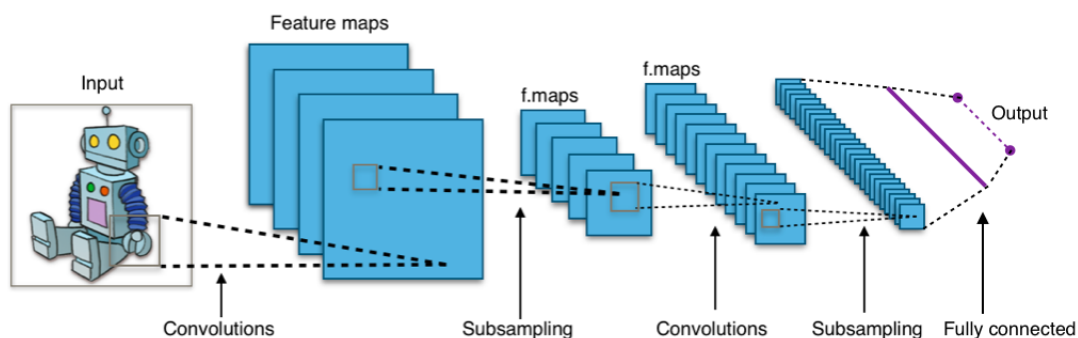 Feature maps
Input
f.maps
f.maps
Output
Convolutions
Subsampling
Convolutions
Subsampling
Fully connected